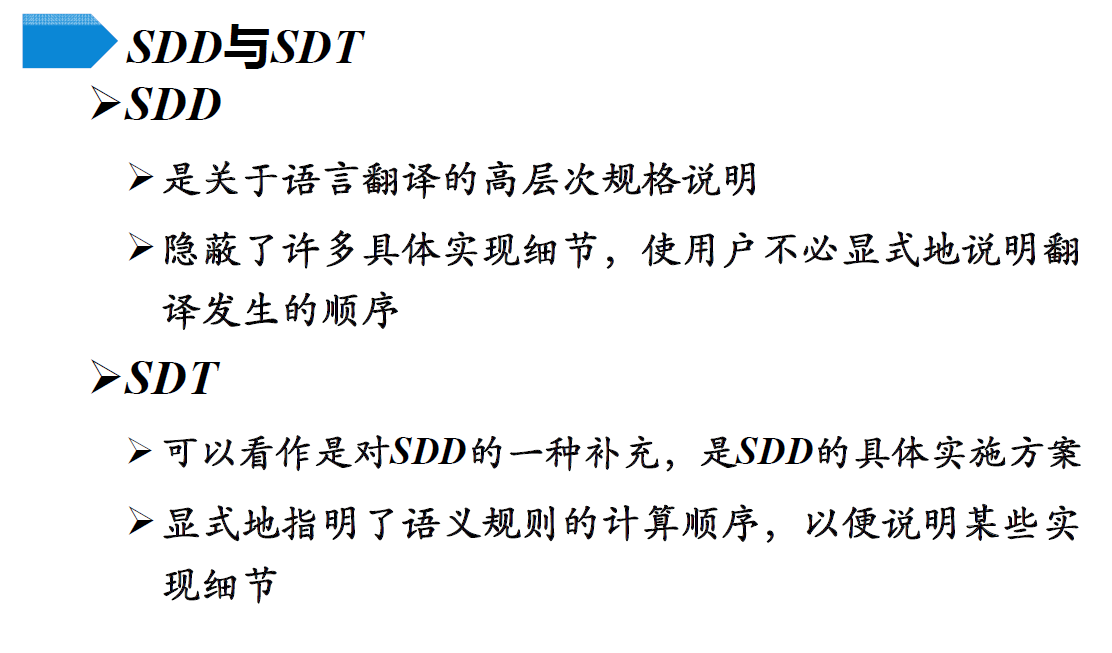 SDD与SDT
SDD
是关于语言翻译的高层次规格说明
隐蔽了许多具体实现细节，使用户不必显式地说明翻
译发生的顺序
SDT
可以看作是对SDD的一种补充，是SDD的具体实施方案
显式地指明了语义规则的计算顺序，以便说明某些实
现细节